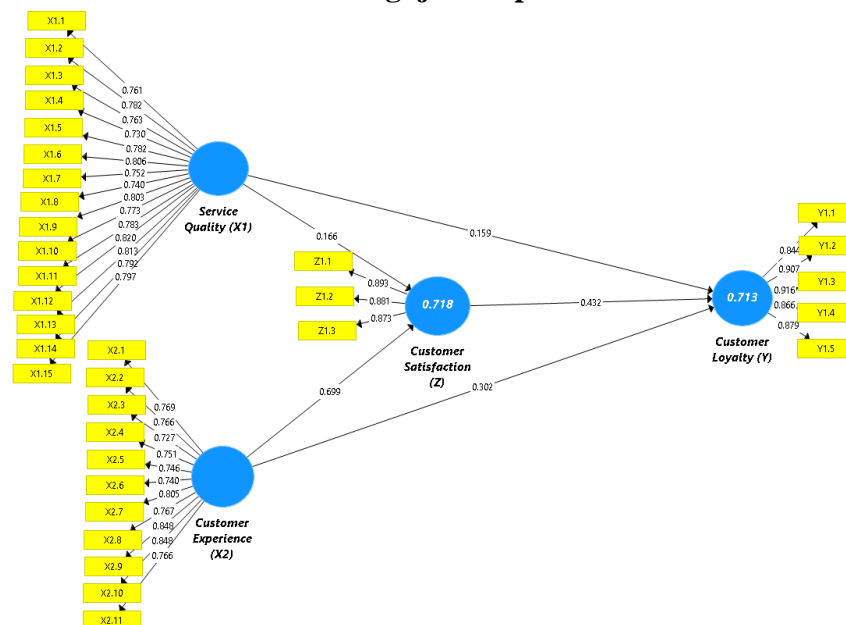 X1.1
X1.2
X1.3
X1.4
X1.5
X1.6
X1.7
X1.8
X1.9
X1.10
X1.11
X1.12
X1.13
X1.14
X1.15
0.761
0.782
0.763
0.730
0.782
0.806
0.752
0.740
0.803
0.773
0.783
0.820
0.813
0.792
0.797
Service
Quality (X1)
0.166
0.159
Z1.1
Z1.2
Z1.3
0.893
0.881
0.873
0.718
Customer
Satisfaction
(Z)
0.432
0.699
0.302
0.713
Customer
Loyalty (Y)
0.844
0.907
0.916
0.866
0.879
Y1.1
Y1.2
Y1.3
Y1.4
Y1.5
X2.1
X2.2
X2.3
X2.4
X2.5
X2.6
X2.7
X2.8
X2.9
X2.10
X2.11
0.769
0.766
0.727
0.751
0.746
0.740
0.805
0.767
0.848
0.848
0.766
Customer
Experience
(X2)